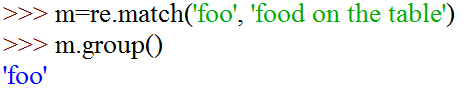 >>> m=re.match('foo', 'food on the table')
>>> m.group()
'foo'